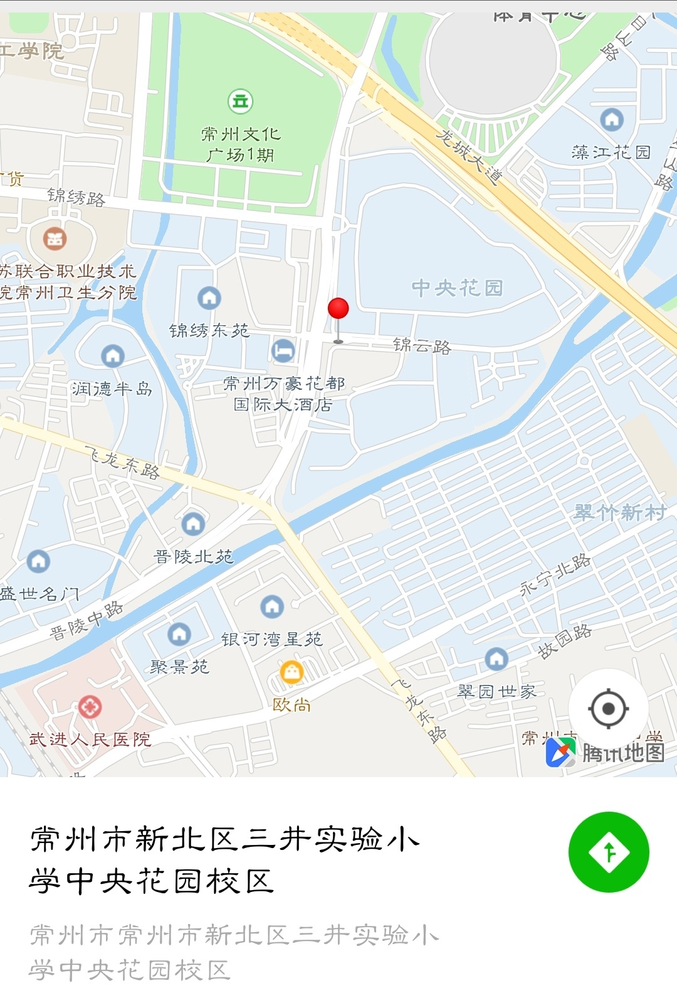 体育中心
工学院
路
常州文化
广场1期
龙城大道
藻江花园
锦绣路
苏联合职业技术
院常州卫生分院
中央花园
锦绣东苑
锦云路
润德半岛
常州万豪花都
国际大酒店
飞龙东路
翠竹新村
晋陵北苑
永宁北路
盛世名门
晋陵中路
银河湾星苑
故园路
聚景苑
翠园世家
欧尚
飞龙东路
武进人民医院
腾讯地图
常州市新北区三井实验小
学中央花园校区
常州市常州市新北区三井实验小
学中央花园校区